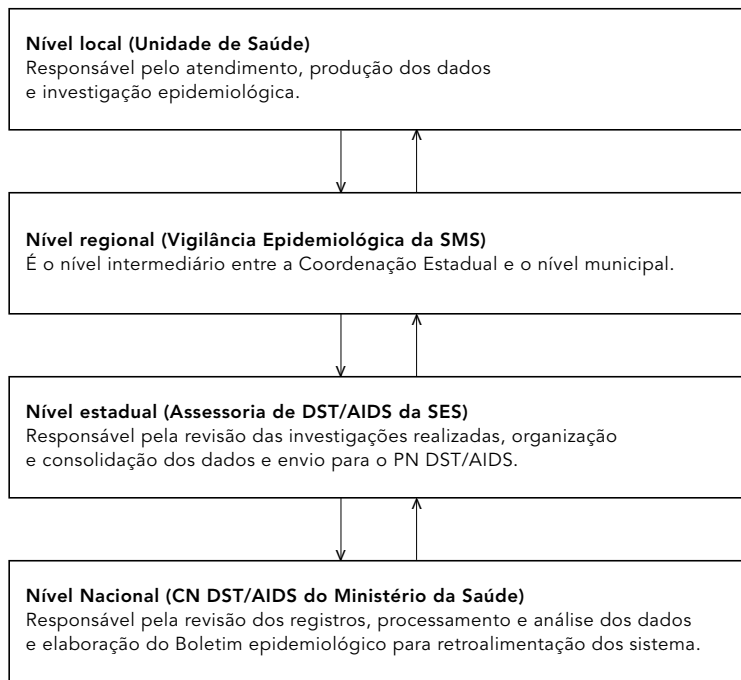 Nível local (Unidade de Saúde)
Responsável pelo atendimento, produção dos dados
e investigação epidemiológica.
Nível regional (Vigilância Epidemiológica da SMS)
É o nível intermediário entre a Coordenação Estadual e o nível municipal.
Nível estadual (Assessoria de DST/AIDS da SES)
Responsável pela revisão das investigações realizadas, organização
e consolidação dos dados e envio para o PN DST/AIDS.
Nível Nacional (CN DST/AIDS do Ministério da Saúde)
Responsável pela revisão dos registros, processamento e análise dos dados
e elaboração do Boletim epidemiológico para retroalimentação dos sistema.